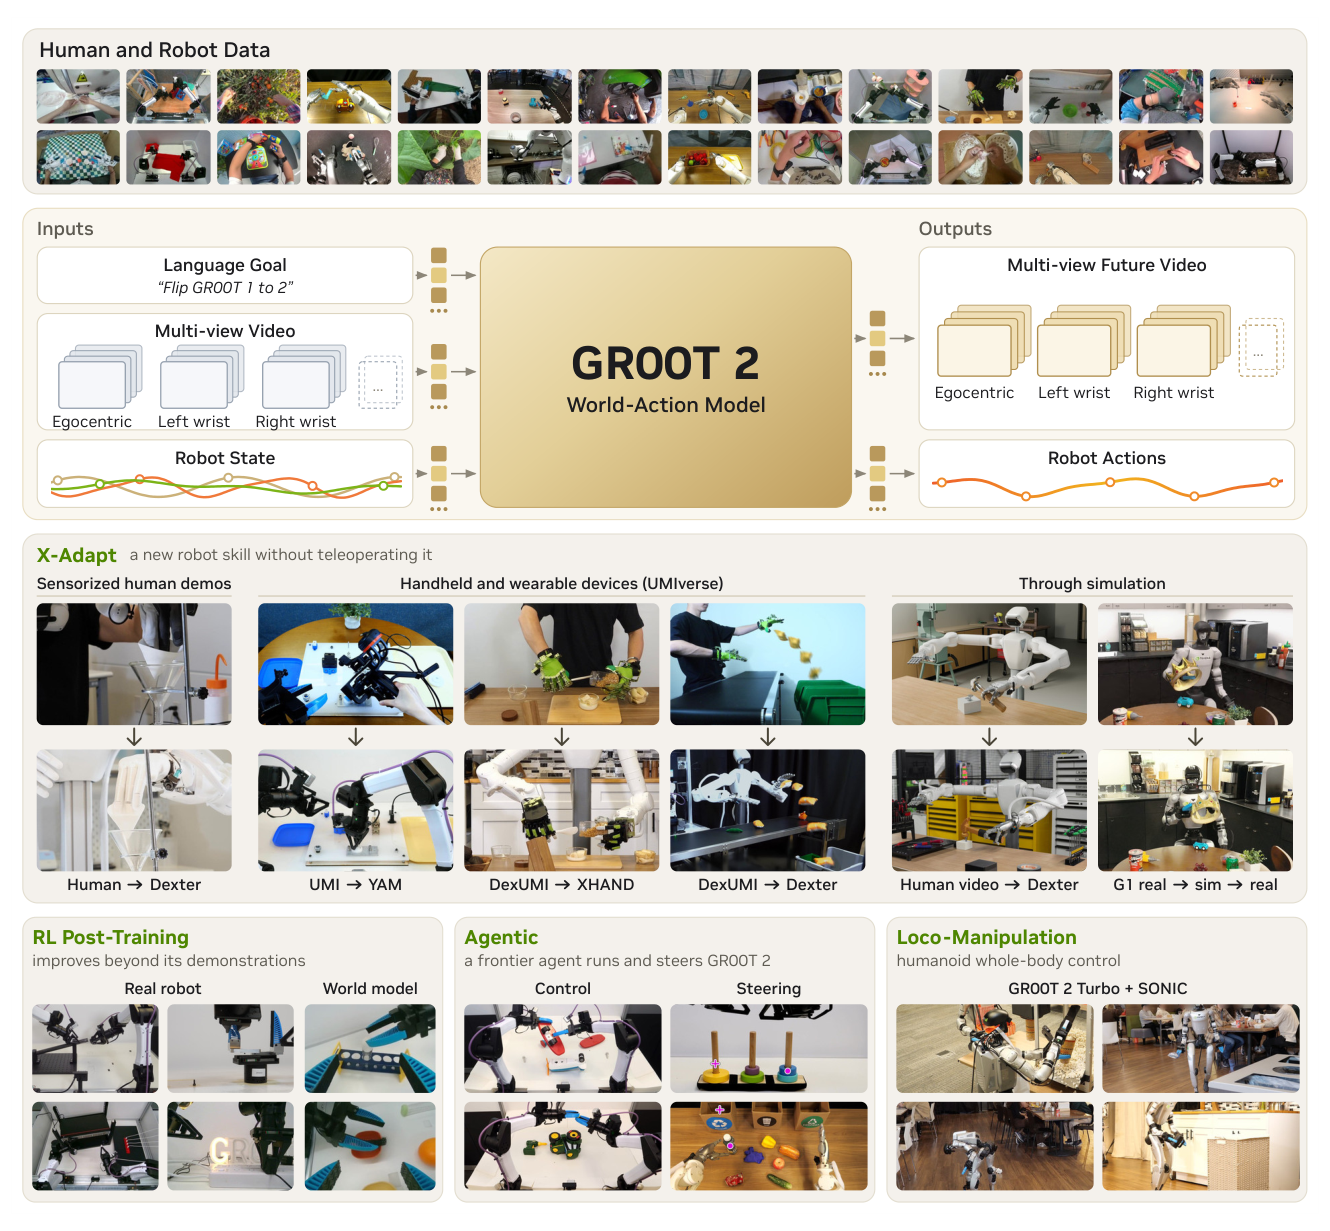 Human and Robot Data
Inputs
Outputs
Language Goal
“Flip GR00T 1 to 2”
Multi-view Video
...
Egocentric
Left wrist
Right wrist
Robot State
GR00T 2
World-Action Model
Multi-view Future Video
...
Egocentric
Left wrist
Right wrist
Robot Actions
X-Adapt a new robot skill without teleoperating it
Sensorized human demos
Handheld and wearable devices (UMIverse)
Through simulation
Human → Dexter
UMI → YAM
DexUMI → XHAND
DexUMI → Dexter
Human video → Dexter
G1 real → sim → real
RL Post-Training
improves beyond its demonstrations
Real robot
World model
GR
Agentic
a frontier agent runs and steers GR00T 2
Control
Steering
Loco-Manipulation
humanoid whole-body control
GR00T 2 Turbo + SONIC